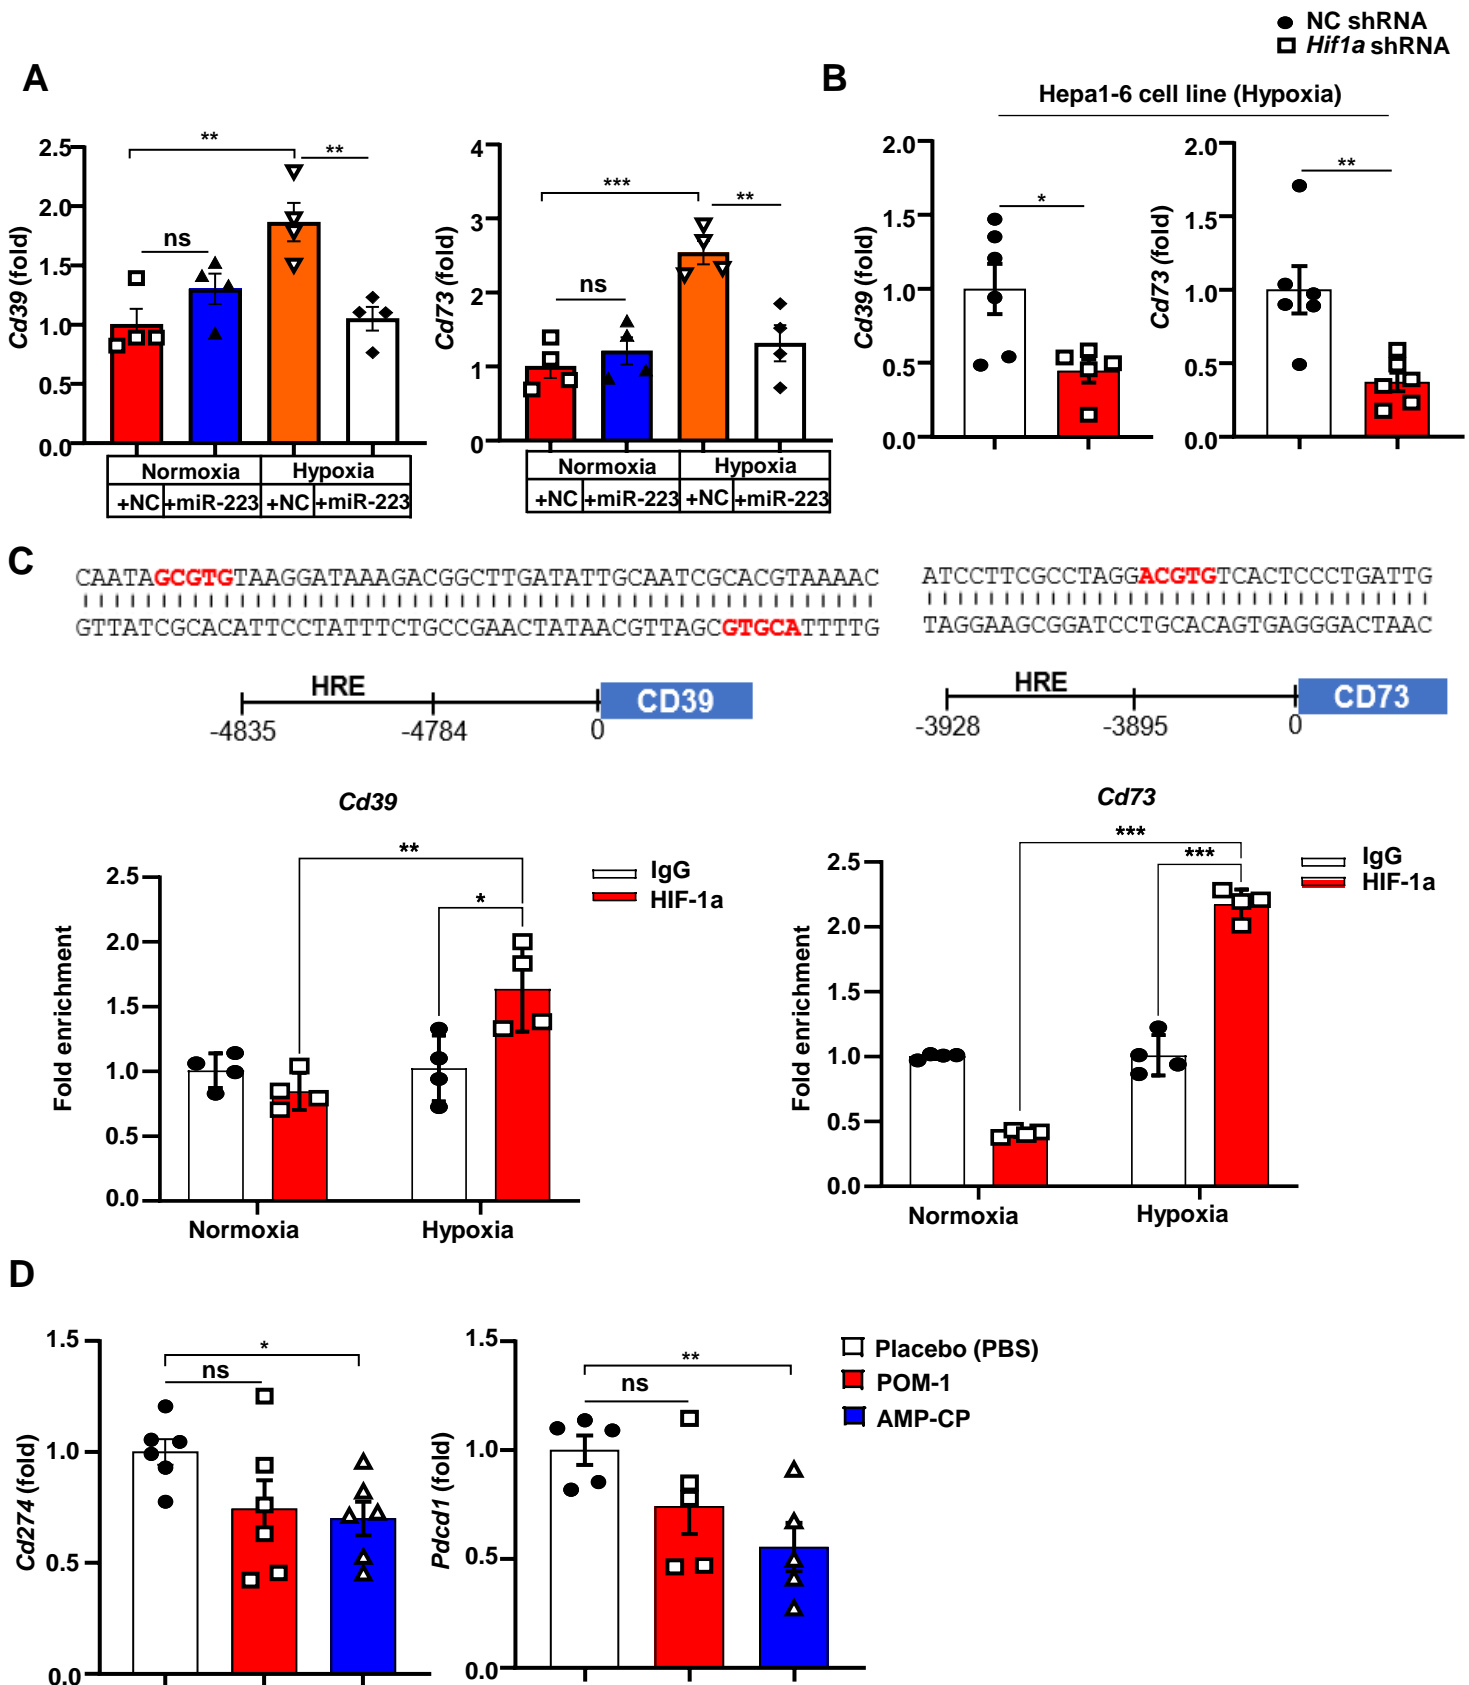 NC shRNA
Hif1a shRNA
A
B
Hepa1-6 cell line (Hypoxia)
Cd39 (fold)
2.5
2.0
1.5
1.0
0.5
0.0
**
**
ns
Normoxia Hypoxia
+NC +miR-223 +NC +miR-223
Cd73 (fold)
4
3
2
1
0
***
**
ns
Normoxia Hypoxia
+NC +miR-223 +NC +miR-223
Cd39 (fold)
2.0
1.5
1.0
0.5
0.0
*
Cd73 (fold)
2.0
1.5
1.0
0.5
0.0
**
C
CAATAGCGTGTAAGGATAAAGACGGCTTGATATTGCAATCGCACGTAAAAC
GTTATCGCACATTCCTATTTCTGCCGAACTATAACGTTAGCGTGCATTTTG
HRE
CD39
-4835 -4784 0
ATCCTTCGCCTAGGACGTGTCACTCCCTGATTG
TAGGAAGCGGATCCTGCACAGTGAGGGACTAAC
HRE
CD73
-3928 -3895 0
Cd39
Fold enrichment
2.5
2.0
1.5
1.0
0.5
0.0
**
*
IgG
HIF-1a
Normoxia Hypoxia
Cd73
Fold enrichment
2.5
2.0
1.5
1.0
0.5
0.0
***
***
IgG
HIF-1a
Normoxia Hypoxia
D
Cd274 (fold)
1.5
1.0
0.5
0.0
*
ns
Pdcd1 (fold)
1.5
1.0
0.5
0.0
**
ns
Placebo (PBS)
POM-1
AMP-CP